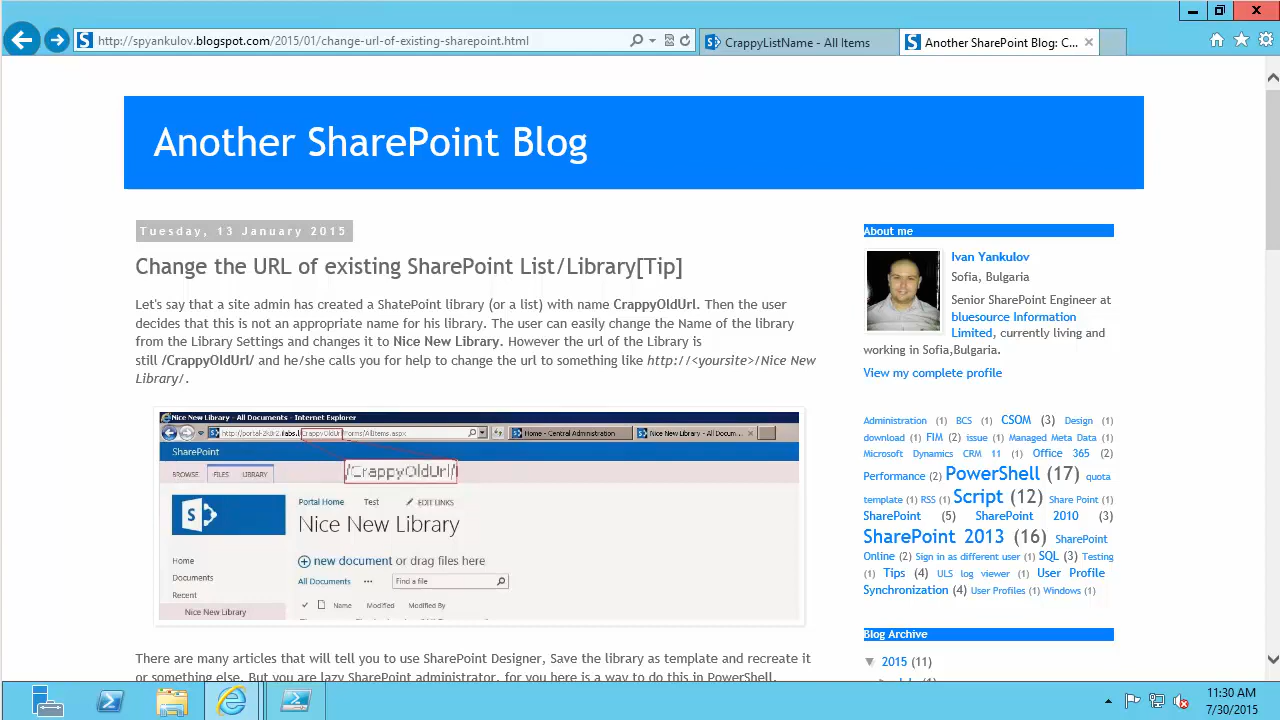 http://spyankulov.blogspot.com/2015/01/change-url-of-existing-sharepoint.html
CrappyListName - All Items
Another SharePoint Blog: C...
Another SharePoint Blog
Tuesday, 13 January 2015
Change the URL of existing SharePoint List/Library[Tip]
Let's say that a site admin has created a ShatePoint library (or a list) with name CrappyOldUrl. Then the user
decides that this is not an appropriate name for his library. The user can easily change the Name of the library
from the Library Settings and changes it to Nice New Library. However the url of the Library is
still /CrappyOldUrl/ and he/she calls you for help to change the url to something like http://<yoursite>/Nice New
Library/.
Nice New Library - All Documents - Internet Explorer
Home - Central Administration
Nice New Library - All Docum...
SharePoint
/CrappyOldUrl/
BROWSE FILES LIBRARY
Portal Home Test EDIT LINKS
Nice New Library
new document or drag files here
Home
Documents
Recent
Nice New Library
All Documents ... Find a file
Name Modified Modified By
There are many articles that will tell you to use SharePoint Designer, Save the library as template and recreate it
or something else. But you are lazy SharePoint administrator, for you here is a way to do this in PowerShell.
About me
Ivan Yankulov
Sofia, Bulgaria
Senior SharePoint Engineer at
bluesource Information
Limited, currently living and
working in Sofia,Bulgaria.
View my complete profile
Administration (1) BCS (1) CSOM (3) Design (1)
download (1) FIM (2) issue (1) Managed Meta Data (1)
Microsoft Dynamics CRM 11 (1) Office 365 (2)
Performance (2) PowerShell (17) quota
template (1) RSS (1) Script (12) Share Point (1)
SharePoint (5) SharePoint 2010 (3)
SharePoint 2013 (16) SharePoint
Online (2) Sign in as different user (1) SQL (3) Testing
(1) Tips (4) ULS log viewer (1) User Profile
Synchronization (4) User Profiles (1) Windows (1)
Blog Archive
▼ 2015 (11)
11:30 AM
7/30/2015